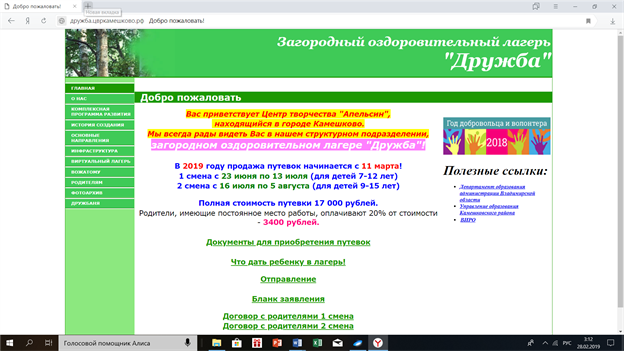 Добро пожаловать!
Новая вкладка
дружба.цвркамешково.рф Добро пожаловать!
Загородный оздоровительный лагерь
"Дружба"
ГЛАВНАЯ
О НАС
КОМПЛЕКСНАЯ
ПРОГРАММА РАЗВИТИЯ
ИСТОРИЯ СОЗДАНИЯ
ОСНОВНЫЕ
НАПРАВЛЕНИЯ
ИНФРАСТРУКТУРА
ВИРТУАЛЬНЫЙ ЛАГЕРЬ
ВОЖАТОМУ
РОДИТЕЛЯМ
ФОТОАРХИВ
ДРУЖБАНЯ
Добро пожаловать
Вас приветствует Центр творчества "Апельсин",
находящийся в городе Камешково.
Мы всегда рады видеть Вас в нашем структурном подразделении,
загородном оздоровительном лагере "Дружба"!
В 2019 году продажа путевок начинается с 11 марта!
1 смена с 23 июня по 13 июля (для детей 7-12 лет)
2 смена с 16 июля по 5 августа (для детей 9-15 лет)
Полная стоимость путевки 17 000 рублей.
Родители, имеющие постоянное место работы, оплачивают 20% от стоимости
- 3400 рублей.
Документы для приобретения путевок
Что дать ребенку в лагерь!
Отправление
Бланк заявления
Договор с родителями 1 смена
Договор с родителями 2 смена
Год добровольца и волонтера
2018
Полезные ссылки:
Департамент образования
администрации Владимирской
области
Управление образования
Камешковского района
ВИРО
Голосовой помощник Алиса
РУС
3:12
28.02.2019